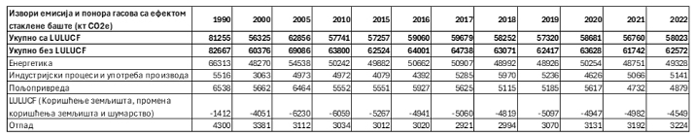 Извори емисија и понора гасова са ефектом стаклене баште (кт CO2e) 1990 2000 2005 2010 2015 2016 2017 2018 2019 2020 2021 2022
Укупно са LULUCF 81255 56325 62856 57741 57257 59060 59679 58252 57320 58681 56760 58023
Укупно без LULUCF 82667 60376 69086 63800 62524 64001 64738 63071 62417 63628 61742 62572
Енергетика 66313 48270 54538 50242 49882 50662 50907 48992 48926 50254 48751 49328
Индустријски процеси и употреба производа 5516 3063 4973 4972 4079 4392 5285 5970 5236 4626 5066 5141
Пољопривреда 6538 5662 6464 5552 5551 5927 5625 5115 5185 5617 4732 4879
LULUCF (Коришћење земљишта, промена
коришћења земљишта и шумарство) -1412 -4051 -6230 -6059 -5267 -4941 -5060 -4819 -5097 -4947 -4982 -4549
Отпад 4300 3381 3112 3034 3012 3020 2921 2994 3070 3131 3192 3224